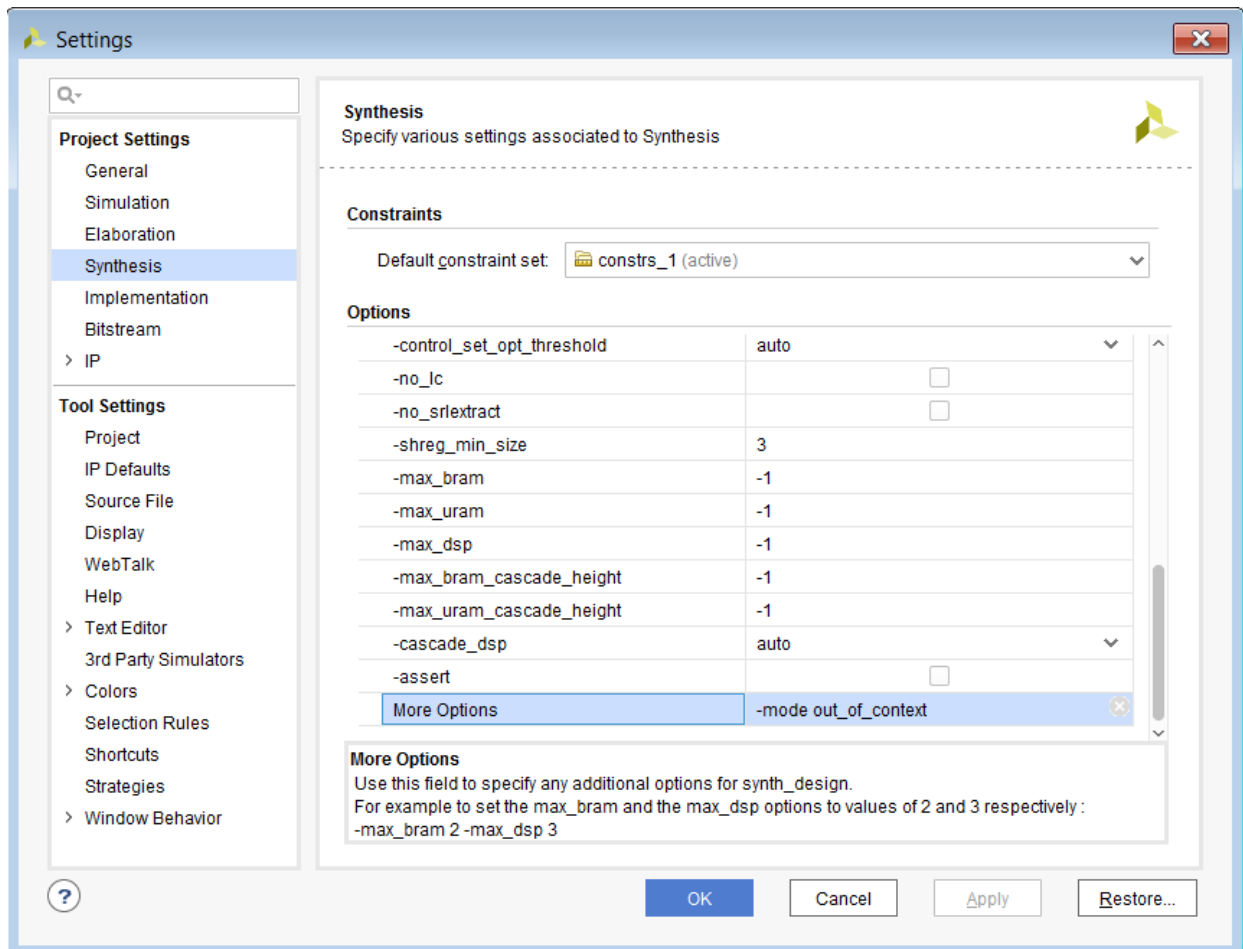 Settings
Project Settings
General
Simulation
Elaboration
Synthesis
Implementation
Bitstream
> IP
Tool Settings
Project
IP Defaults
Source File
Display
WebTalk
Help
> Text Editor
3rd Party Simulators
> Colors
Selection Rules
Shortcuts
Strategies
> Window Behavior
Synthesis
Specify various settings associated to Synthesis
Constraints
Default constraint set: constrs_1 (active)
Options
-control_set_opt_threshold auto
-no_lc
-no_srlextract
-shreg_min_size 3
-max_bram -1
-max_uram -1
-max_dsp -1
-max_bram_cascade_height -1
-max_uram_cascade_height -1
-cascade_dsp auto
-assert
More Options -mode out_of_context
More Options
Use this field to specify any additional options for synth_design.
For example to set the max_bram and the max_dsp options to values of 2 and 3 respectively :
-max_bram 2 -max_dsp 3
? OK Cancel Apply Restore...